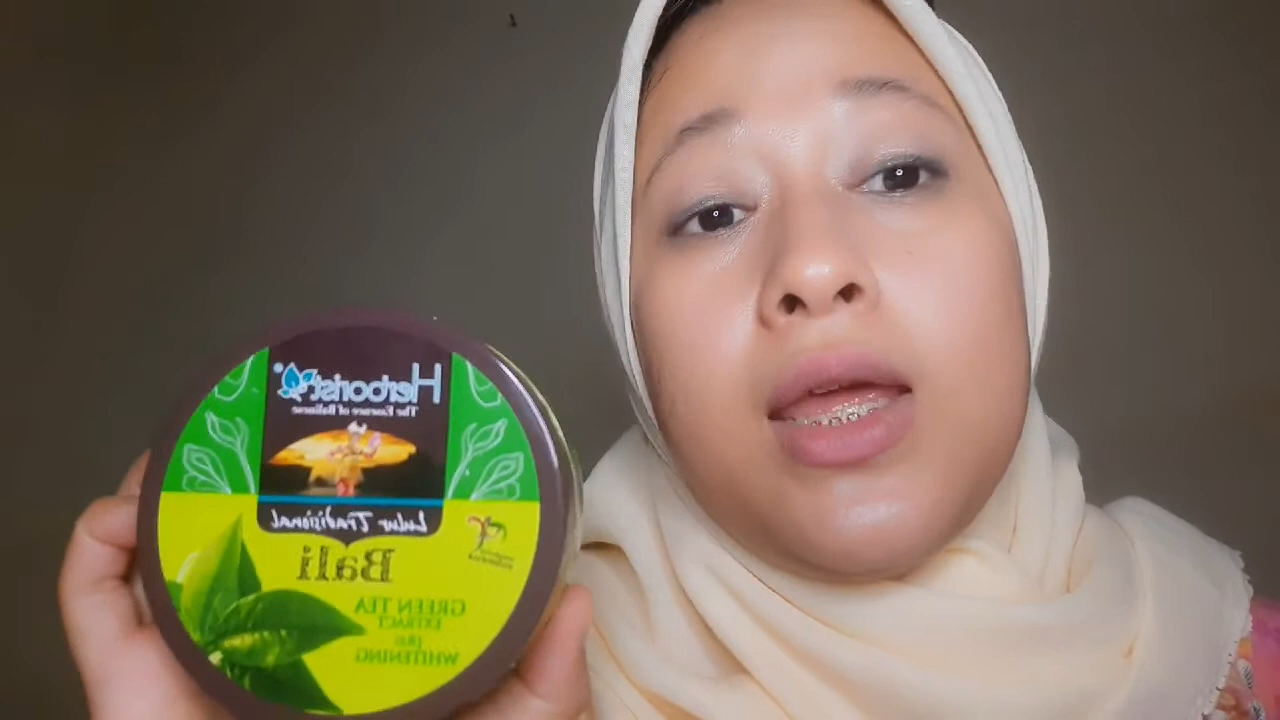 Herborist®
The Essence of Balinese
Lulur Tradisional
Bali
GREEN TEA
EXTRACT
WHITENING